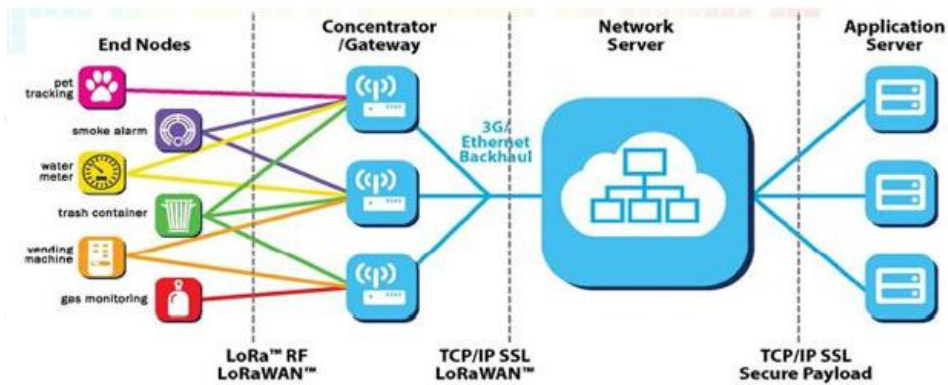 End Nodes
Concentrator
/Gateway
Network
Server
Application
Server
pet
tracking
smoke alarm
water
meter
trash container
vending
machine
gas monitoring
3G/
Ethernet
Backhaul
LoRa™ RF
LoRaWAN™
TCP/IP SSL
LoRaWAN™
TCP/IP SSL
Secure Payload